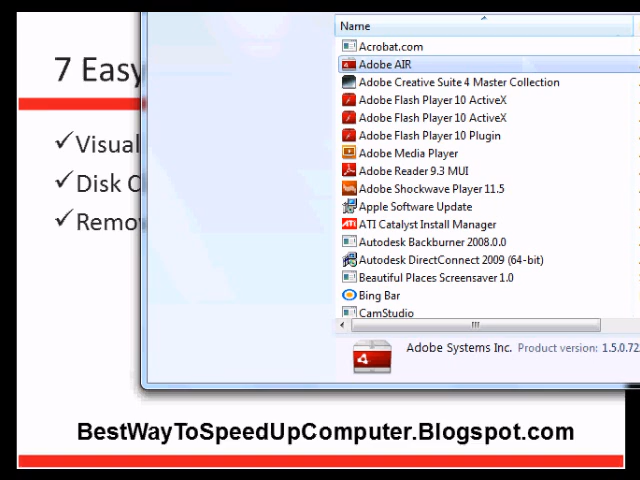 Name
7 Easy
Acrobat.com
Adobe AIR
Adobe Creative Suite 4 Master Collection
Adobe Flash Player 10 ActiveX
Adobe Flash Player 10 ActiveX
Adobe Flash Player 10 Plugin
Adobe Media Player
Adobe Reader 9.3 MUI
Adobe Shockwave Player 11.5
Apple Software Update
ATI Catalyst Install Manager
Autodesk Backburner 2008.0.0
Autodesk DirectConnect 2009 (64-bit)
Beautiful Places Screensaver 1.0
Bing Bar
CamStudio
✓Visual
✓Disk C
✓Remov
Adobe Systems Inc. Product version: 1.5.0.72
BestWayToSpeedUpComputer.Blogspot.com